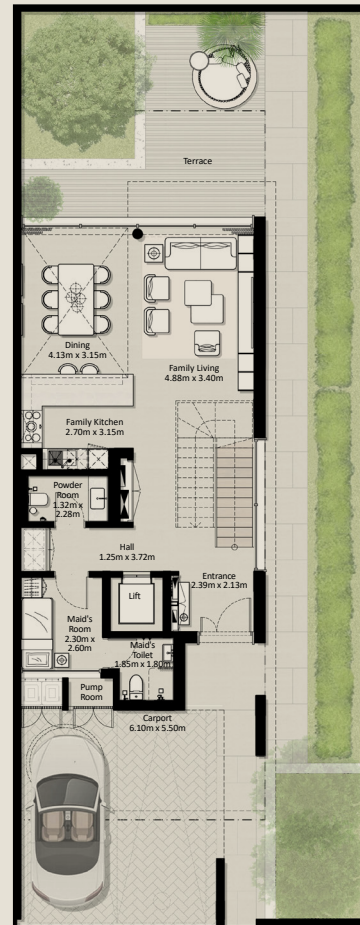 Terrace
Dining
4.13m x 3.15m
Family Living
4.88m x 3.40m
Family Kitchen
2.70m x 3.15m
Powder
Room
1.32m x
2.28m
Hall
1.25m x 3.72m
Entrance
2.39m x 2.13m
Lift
Maid's
Room
2.30m x
2.60m
Maid's
Toilet
1.85m x 1.80m
Pump
Room
Carport
6.10m x 5.50m